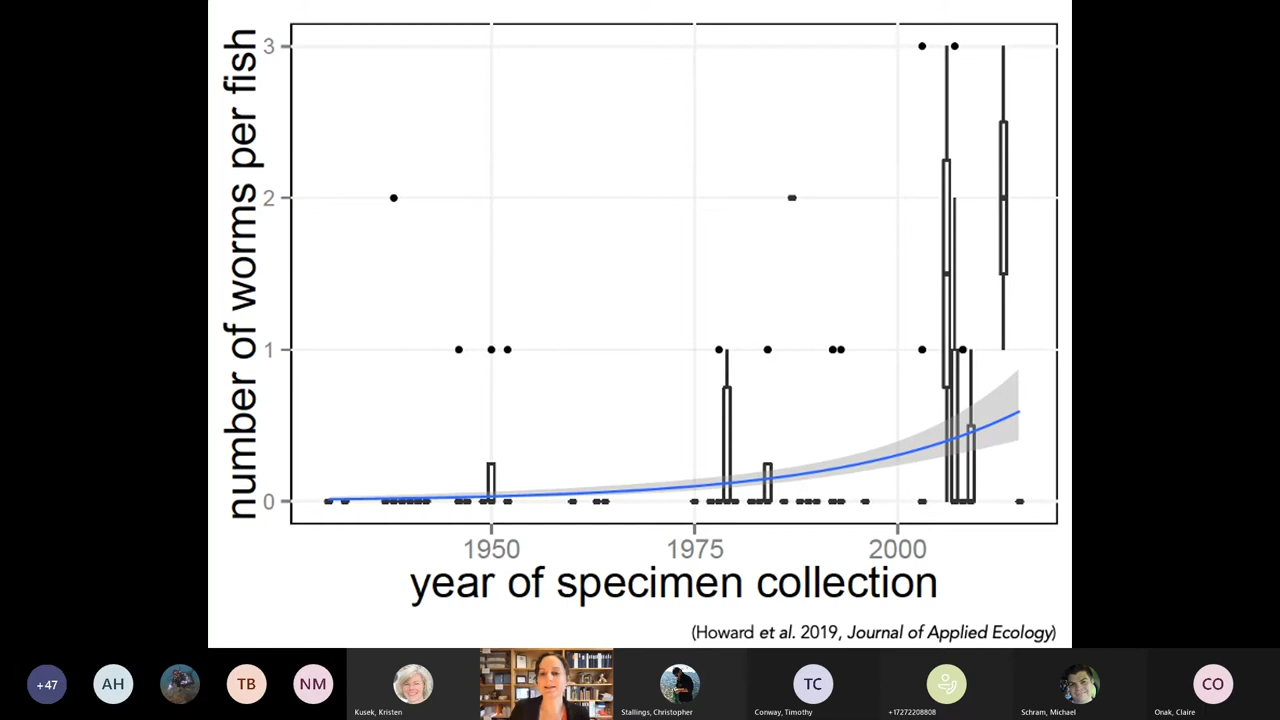 number of worms per fish
3
2
1
0
1950
1975
2000
year of specimen collection
(Howard et al. 2019, Journal of Applied Ecology)
+47
AH
TB
NM
TC
CO
Kusek, Kristen
Stallings, Christopher
Conway, Timothy
+17272208808
Schram, Michael
Onak, Claire